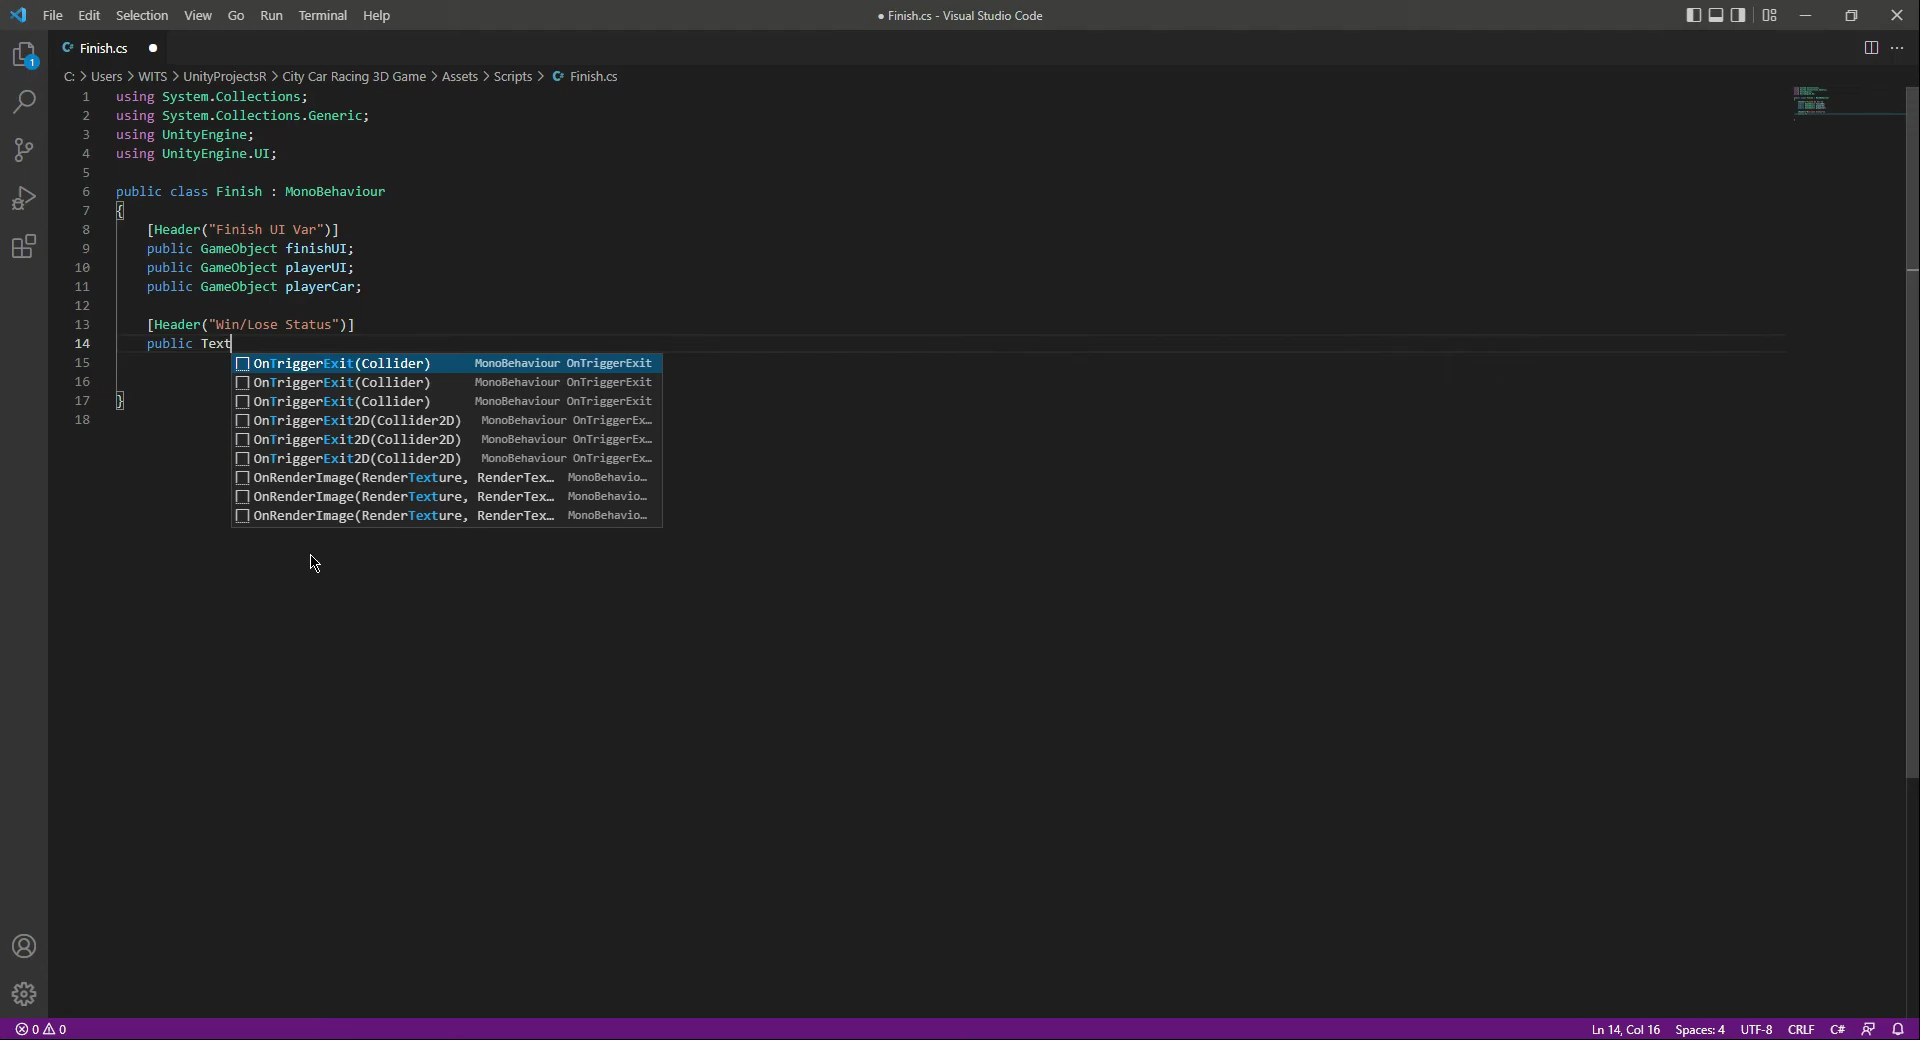 File Edit Selection View Go Run Terminal Help
● Finish.cs - Visual Studio Code
Finish.cs ●
1
C: > Users > WITS > UnityProjectsR > City Car Racing 3D Game > Assets > Scripts > Finish.cs
1 using System.Collections;
2 using System.Collections.Generic;
3 using UnityEngine;
4 using UnityEngine.UI;
5
6 public class Finish : MonoBehaviour
7 {
8 [Header("Finish UI Var")]
9 public GameObject finishUI;
10 public GameObject playerUI;
11 public GameObject playerCar;
12
13 [Header("Win/Lose Status")]
14 public Text
15
16
17 }
18
OnTriggerExit(Collider) MonoBehaviour OnTriggerExit
OnTriggerExit(Collider) MonoBehaviour OnTriggerExit
OnTriggerExit(Collider) MonoBehaviour OnTriggerExit
OnTriggerExit2D(Collider2D) MonoBehaviour OnTriggerEx…
OnTriggerExit2D(Collider2D) MonoBehaviour OnTriggerEx…
OnTriggerExit2D(Collider2D) MonoBehaviour OnTriggerEx…
OnRenderImage(RenderTexture, RenderTex… MonoBehavio…
OnRenderImage(RenderTexture, RenderTex… MonoBehavio…
OnRenderImage(RenderTexture, RenderTex… MonoBehavio…
0 0
Ln 14, Col 16 Spaces: 4 UTF-8 CRLF C#